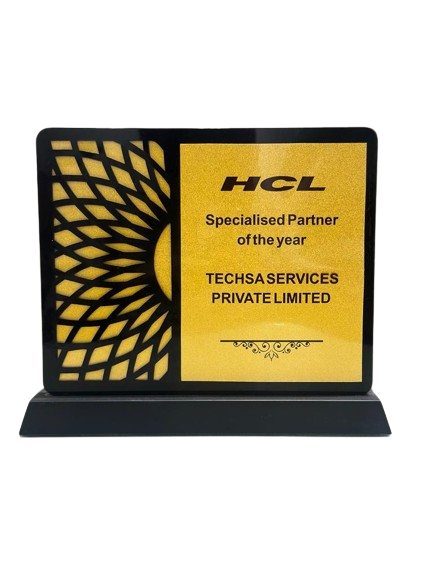 HCL
Specialised Partner
of the year
TECHSA SERVICES
PRIVATE LIMITED